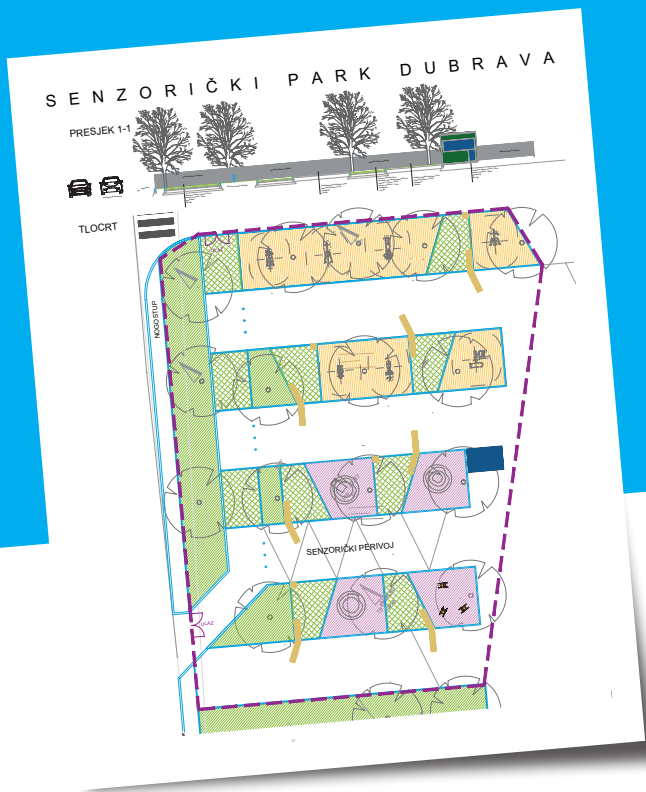 SENZORIČKI PARK DUBRAVA
PRESJEK 1-1
TLOCRT
NOGOSTUP
SENZORIČKI PERIVOJ
ULAZ